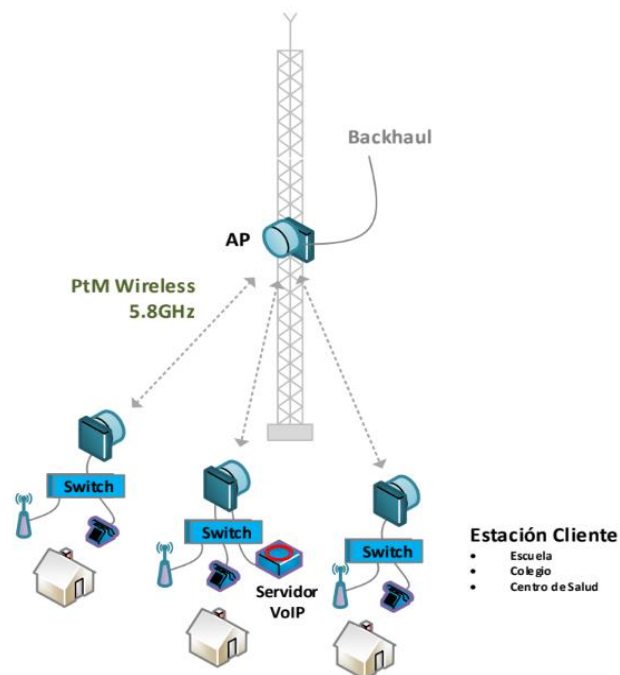 Backhaul
AP
PtM Wireless
5.8GHz
Switch
Switch
Switch
Servidor
VoIP
Estación Cliente
• Escuela
• Colegio
• Centro de Salud